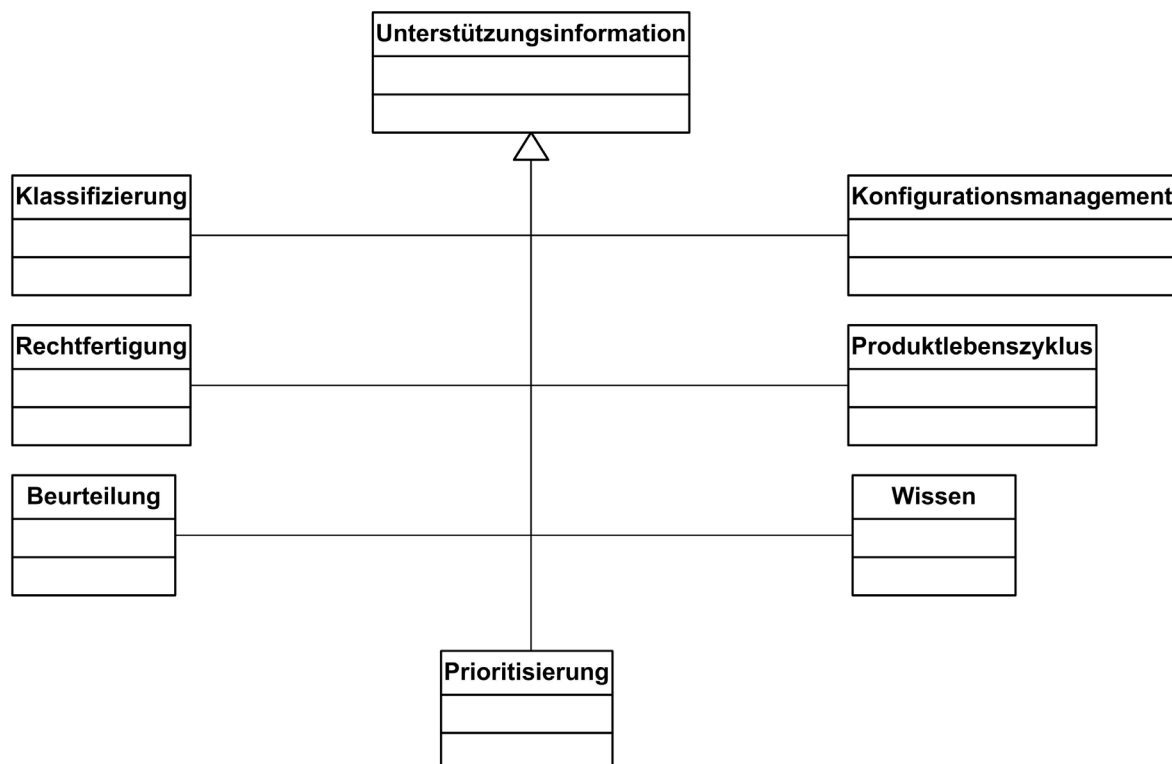 Unterstützungsinformation
Klassifizierung
Konfigurationsmanagement
Rechtfertigung
Produktlebenszyklus
Beurteilung
Wissen
Prioritisierung